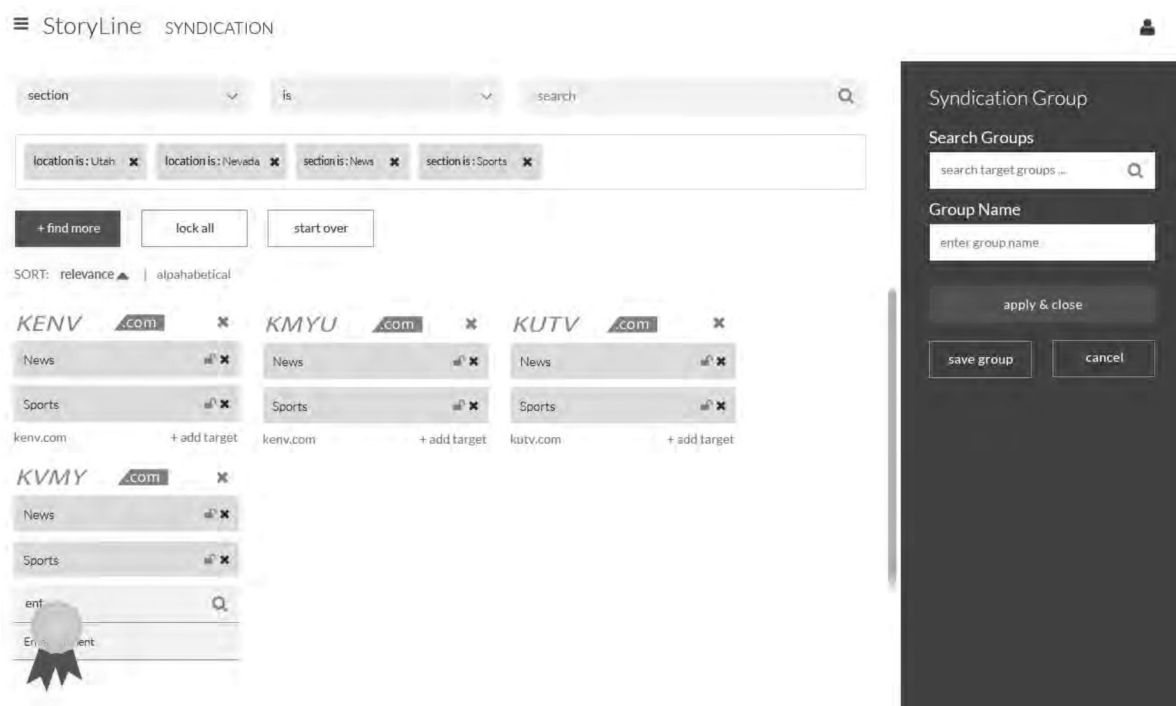 StoryLine SYNDICATION
section is search
location is : Utah location is : Nevada section is : News section is : Sports
+ find more lock all start over
SORT: relevance | alpahabetical
KENV .com KMYU .com KUTV .com
News News News
Sports Sports Sports
kenv.com + add target kenv.com + add target kutv.com + add target
KVMY .com
News
Sports
ent
Syndication Group
Search Groups
search target groups ...
Group Name
enter group name
apply & close
save group cancel